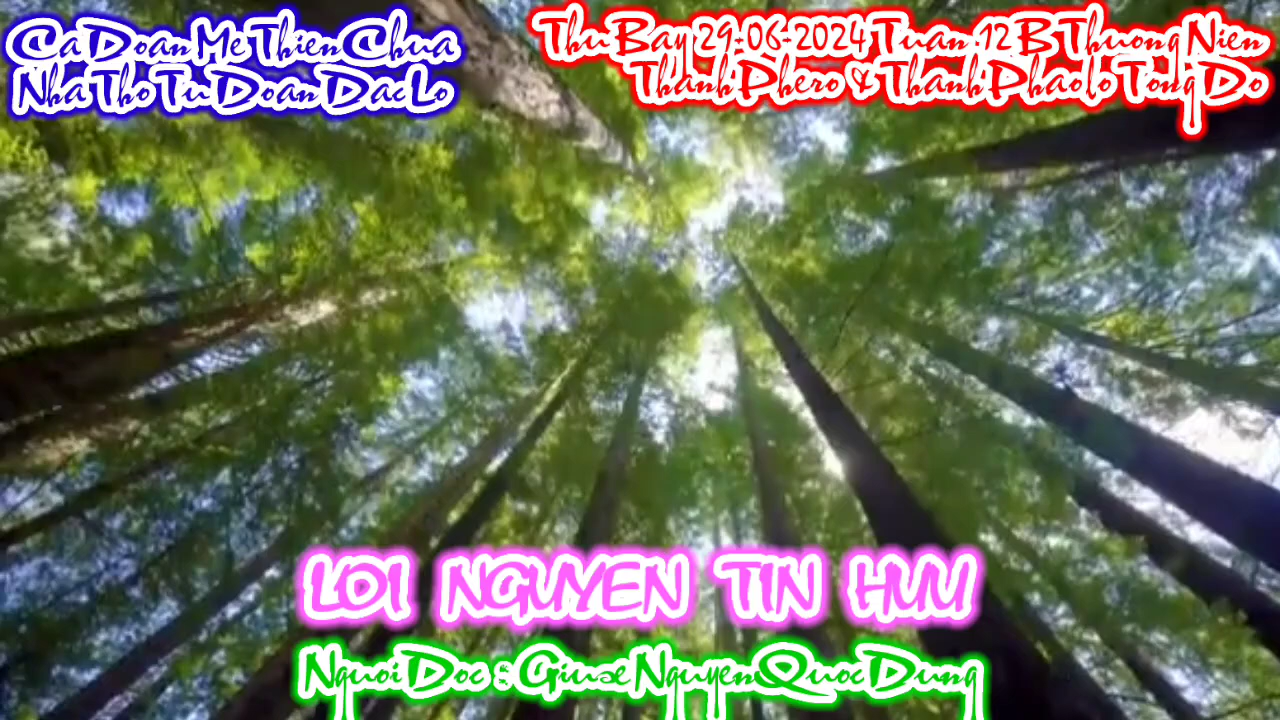 Ca Doan Me Thien Chua
Nha Tho Tu Doan Dac Lo
Thu Bay 29-06-2024 Tuan 12 B Thuong Nien
Thanh Phero & Thanh Phaolo Tong Do
LOI NGUYEN TIN HUU
Nguoi Doc : Giuse Nguyen Quoc Dung